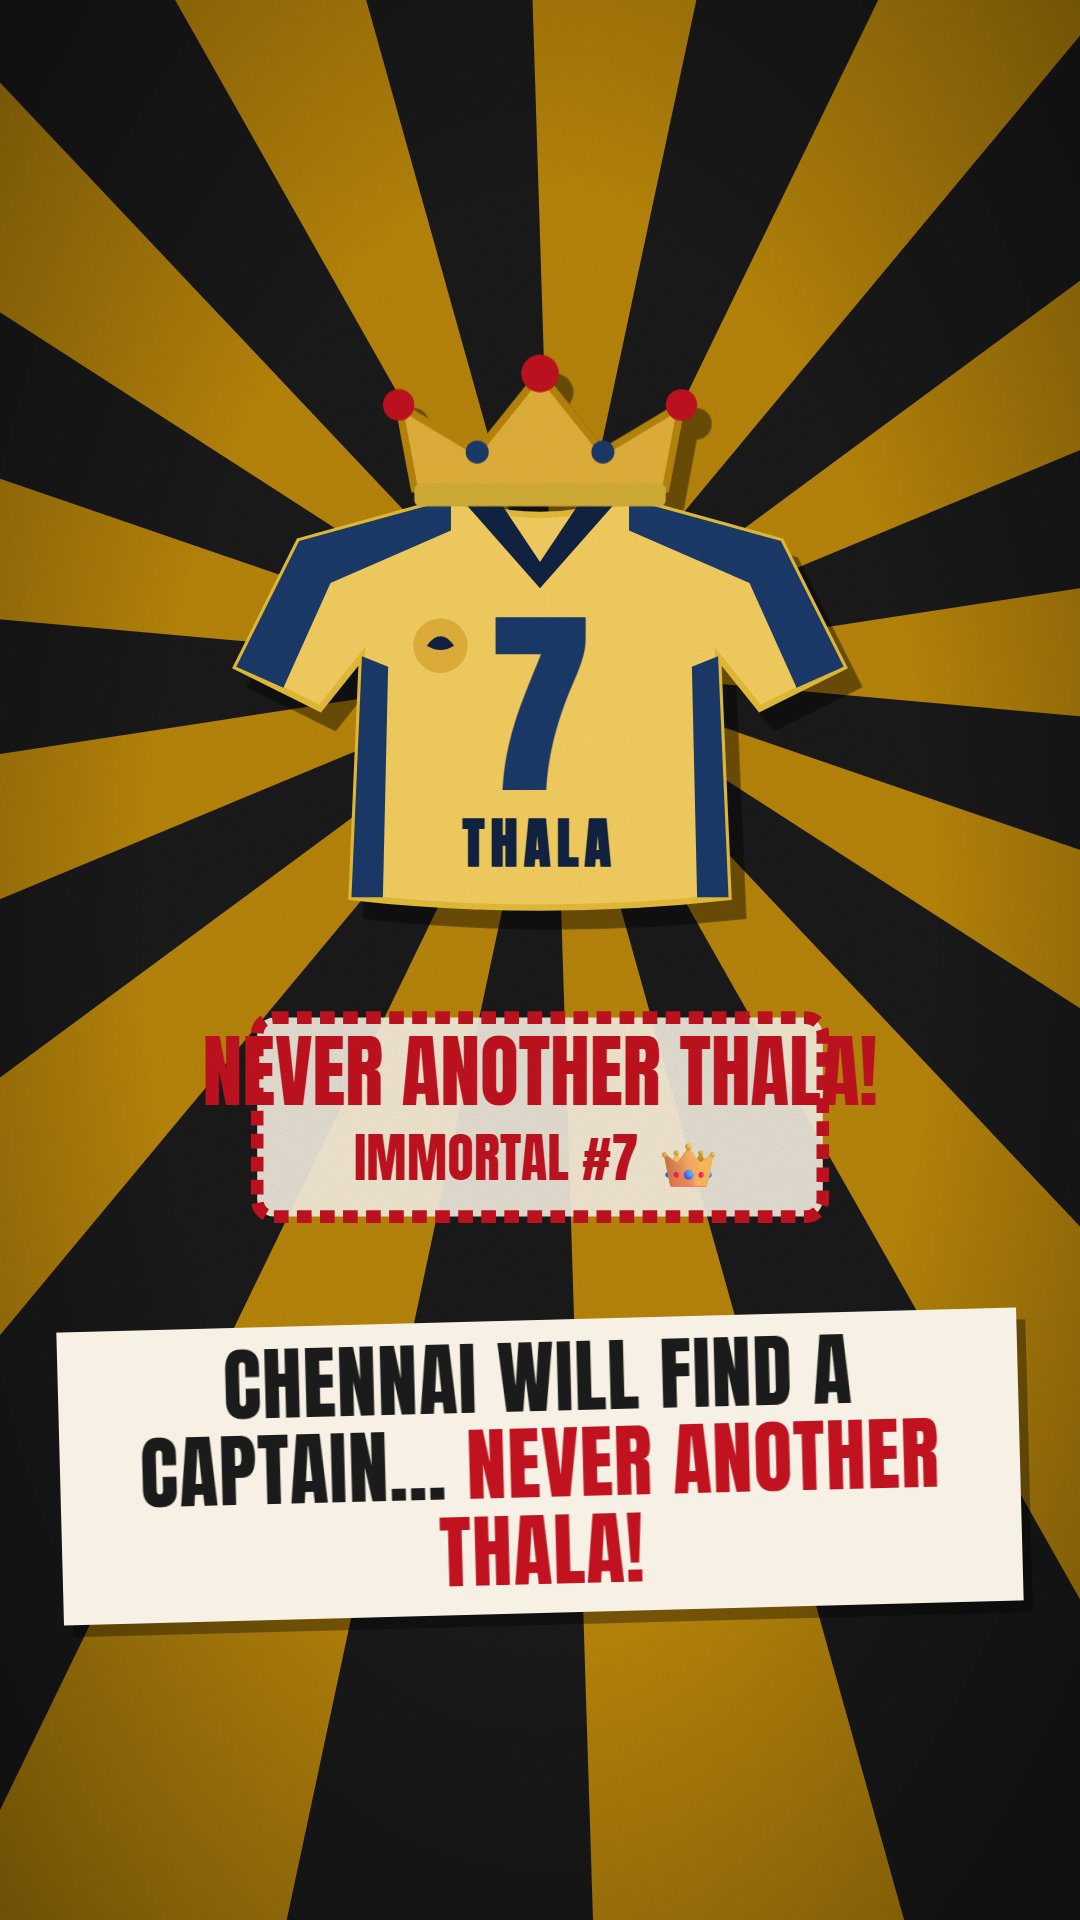 7
THALA
NEVER ANOTHER THALA!
IMMORTAL #7 👑
CHENNAI WILL FIND A
CAPTAIN... NEVER ANOTHER
THALA!